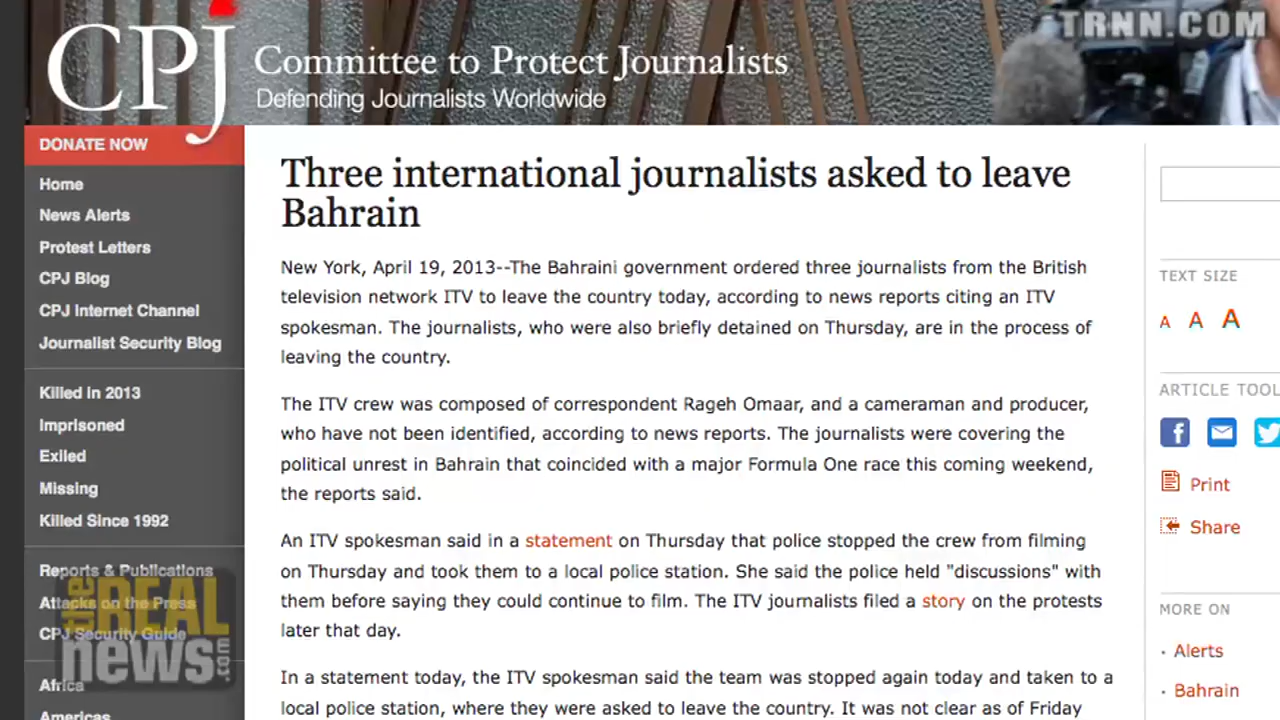 TRNN.COM
CPJ
Committee to Protect Journalists
Defending Journalists Worldwide
DONATE NOW
Home
News Alerts
Protest Letters
CPJ Blog
CPJ Internet Channel
Journalist Security Blog
Killed in 2013
Imprisoned
Exiled
Missing
Killed Since 1992
Reports & Publications
Attacks on the Press
CPJ Security Guide
Africa
Americas
the REAL
news.com
Three international journalists asked to leave
Bahrain
New York, April 19, 2013--The Bahraini government ordered three journalists from the British
television network ITV to leave the country today, according to news reports citing an ITV
spokesman. The journalists, who were also briefly detained on Thursday, are in the process of
leaving the country.
The ITV crew was composed of correspondent Rageh Omaar, and a cameraman and producer,
who have not been identified, according to news reports. The journalists were covering the
political unrest in Bahrain that coincided with a major Formula One race this coming weekend,
the reports said.
An ITV spokesman said in a statement on Thursday that police stopped the crew from filming
on Thursday and took them to a local police station. She said the police held "discussions" with
them before saying they could continue to film. The ITV journalists filed a story on the protests
later that day.
In a statement today, the ITV spokesman said the team was stopped again today and taken to a
local police station, where they were asked to leave the country. It was not clear as of Friday
TEXT SIZE
A A A
ARTICLE TOOL
Print
Share
MORE ON
· Alerts
· Bahrain